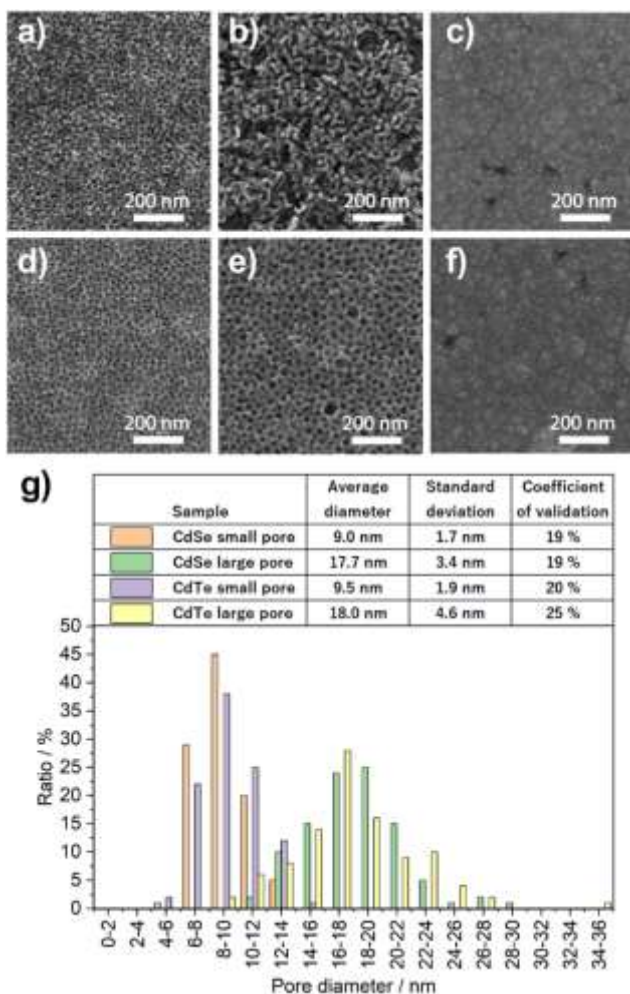 a)
b)
c)
200 nm
200 nm
200 nm
d)
e)
f)
200 nm
200 nm
200 nm
g)
Sample Average diameter Standard deviation Coefficient of validation
CdSe small pore 9.0 nm 1.7 nm 19 %
CdSe large pore 17.7 nm 3.4 nm 19 %
CdTe small pore 9.5 nm 1.9 nm 20 %
CdTe large pore 18.0 nm 4.6 nm 25 %
50
45
40
35
30
25
20
15
10
5
0
Ratio / %
0-2
2-4
4-6
6-8
8-10
10-12
12-14
14-16
16-18
18-20
20-22
22-24
24-26
26-28
28-30
30-32
32-34
34-36
Pore diameter / nm